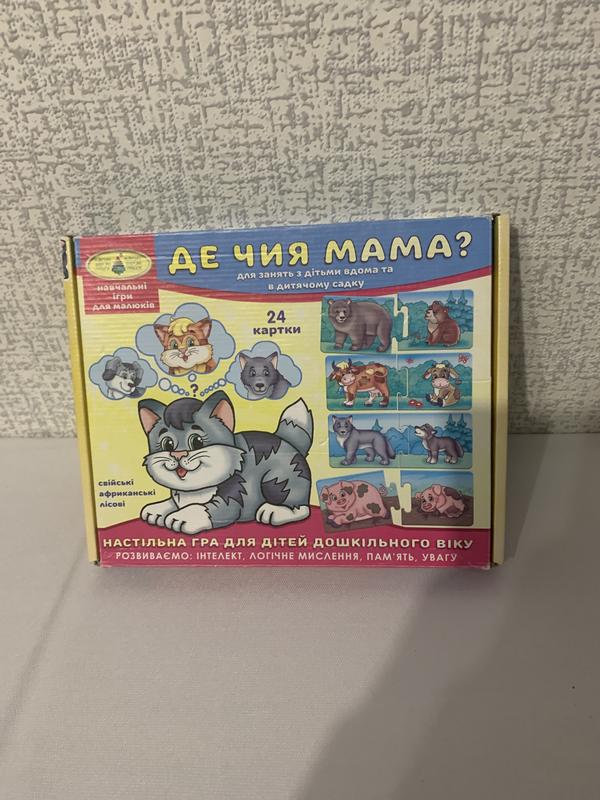 ДЕ ЧИЯ МАМА?
для занять з дітьми вдома та
в дитячому садку
навчальні
ігри
для малюків
24
картки
?
свійські
африканські
лісові
НАСТІЛЬНА ГРА ДЛЯ ДІТЕЙ ДОШКІЛЬНОГО ВІКУ
РОЗВИВАЄМО: ІНТЕЛЕКТ, ЛОГІЧНЕ МИСЛЕННЯ, ПАМ'ЯТЬ, УВАГУ